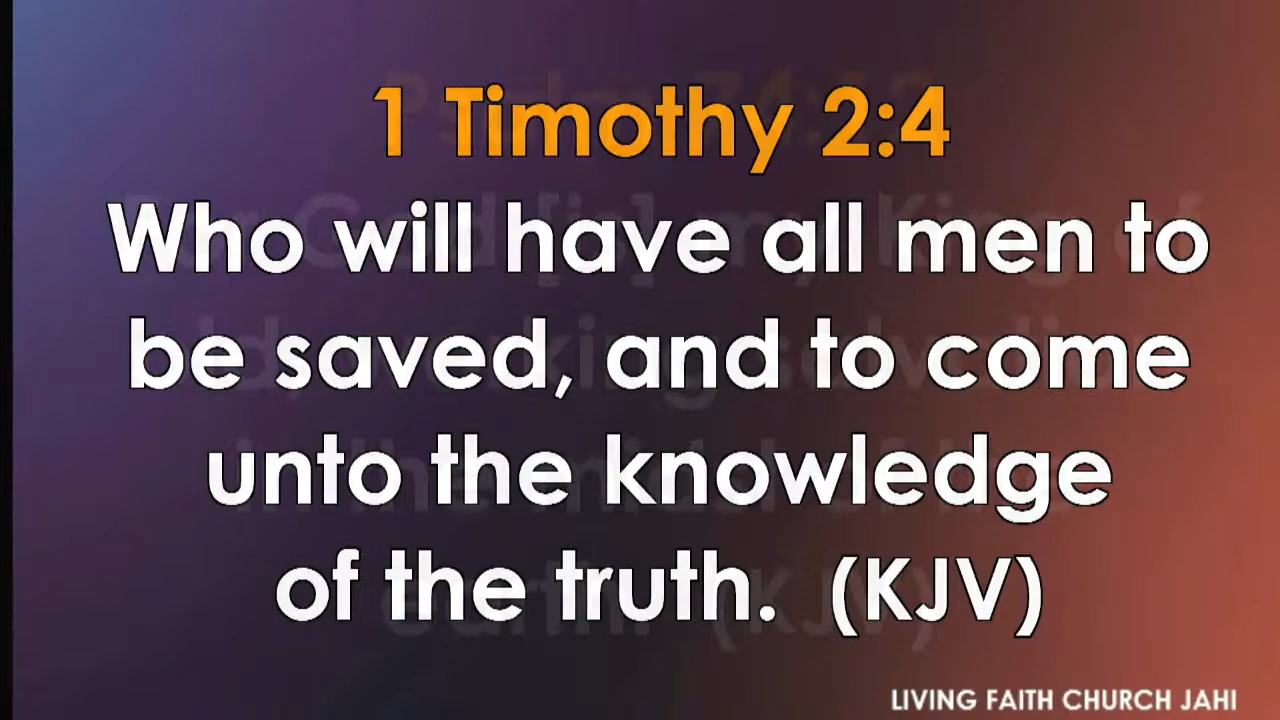 1 Timothy 2:4
Who will have all men to
be saved, and to come
unto the knowledge
of the truth. (KJV)
LIVING FAITH CHURCH JAHI